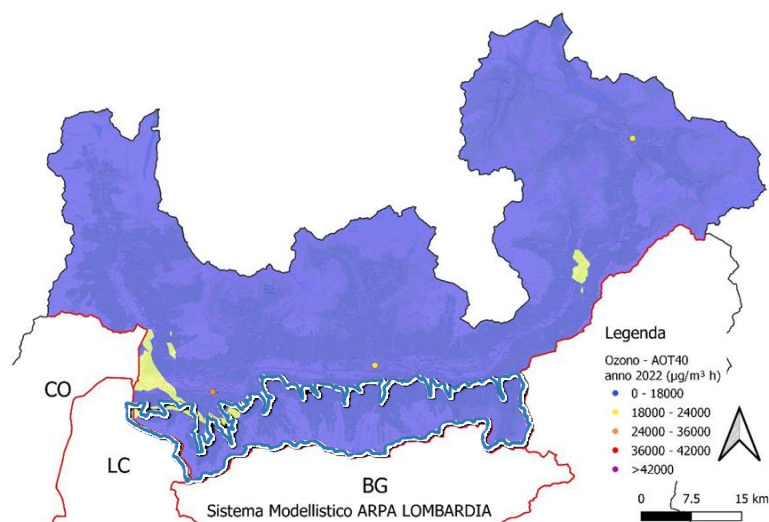 Legenda
Ozono - AOT40
anno 2022 (µg/m³ h)
0 - 18000
18000 - 24000
24000 - 36000
36000 - 42000
>42000
CO
LC
BG
Sistema Modellistico ARPA LOMBARDIA
0 7.5 15 km